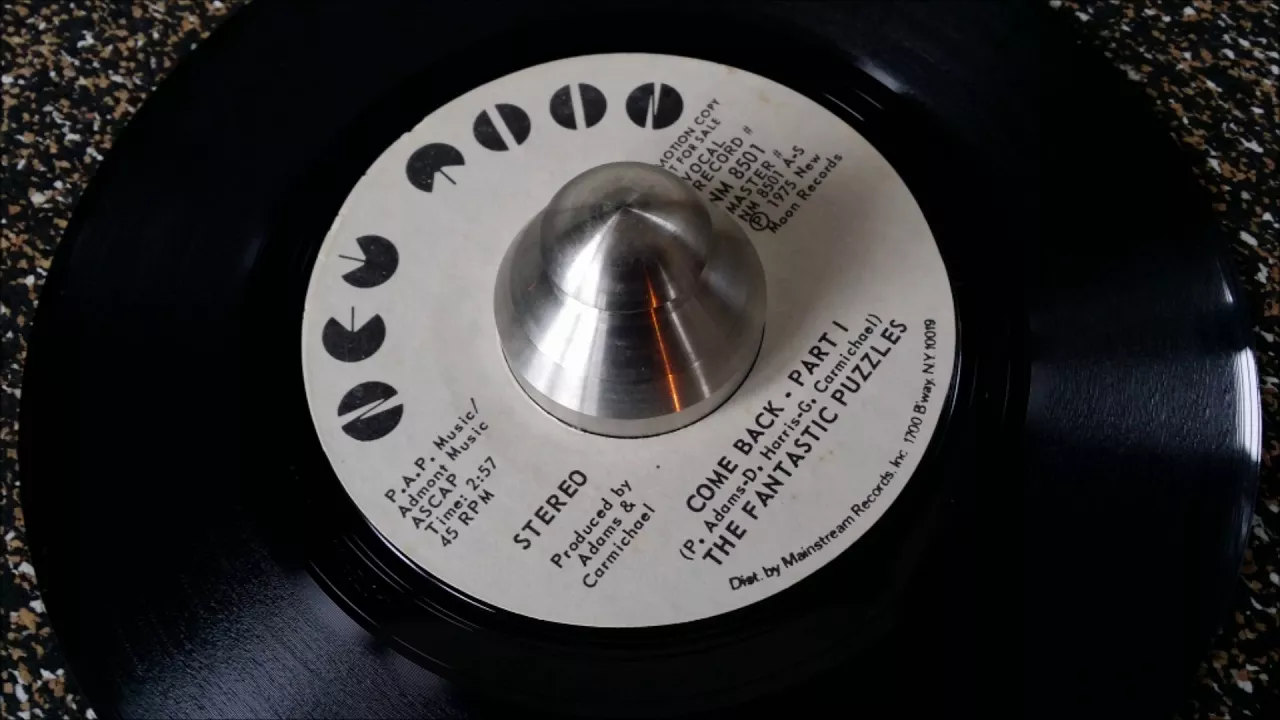 NEW MOON
MOTION COPY
T FOR SALE
VOCAL
RECORD #
NM 8501
MASTER #
NM 8501 A-S
Ⓟ 1975 New
Moon Records
P.A.P. Music/
Admont Music
ASCAP
Time: 2:57
45 RPM
STEREO
Produced by
Adams &
Carmichael
COME BACK - PART I
(P. Adams-D. Harris-G. Carmichael)
THE FANTASTIC PUZZLES
Dist. by Mainstream Records, Inc. 1700 B'way, N.Y. 10019